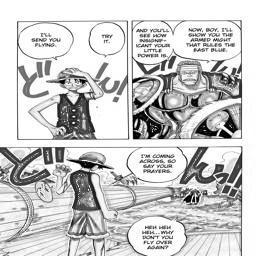 I'LL
SEND YOU
FLYING.
TRY
IT.
AND YOU'LL
SEE HOW
INSIGNIF-
ICANT YOUR
LITTLE
POWER IS.
NOW, BOY, I'LL
SHOW YOU THE
ARMED MIGHT
THAT RULES THE
EAST BLUE.
I'M COMING
ACROSS, SO
SAY YOUR
PRAYERS.
HEH HEH
HEH...WHY
DON'T YOU
FLY OVER
AGAIN?